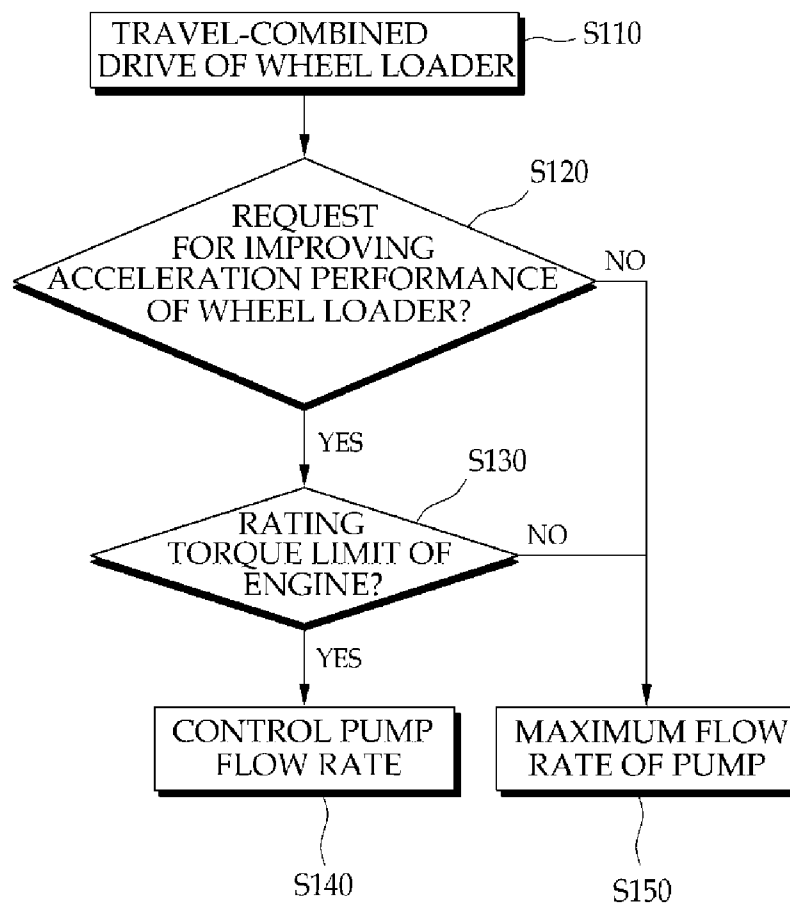 TRAVEL-COMBINED
DRIVE OF WHEEL LOADER
S110
S120
REQUEST
FOR IMPROVING
ACCELERATION PERFORMANCE
OF WHEEL LOADER?
NO
YES
S130
RATING
TORQUE LIMIT OF
ENGINE?
NO
YES
CONTROL PUMP
FLOW RATE
MAXIMUM FLOW
RATE OF PUMP
S140
S150